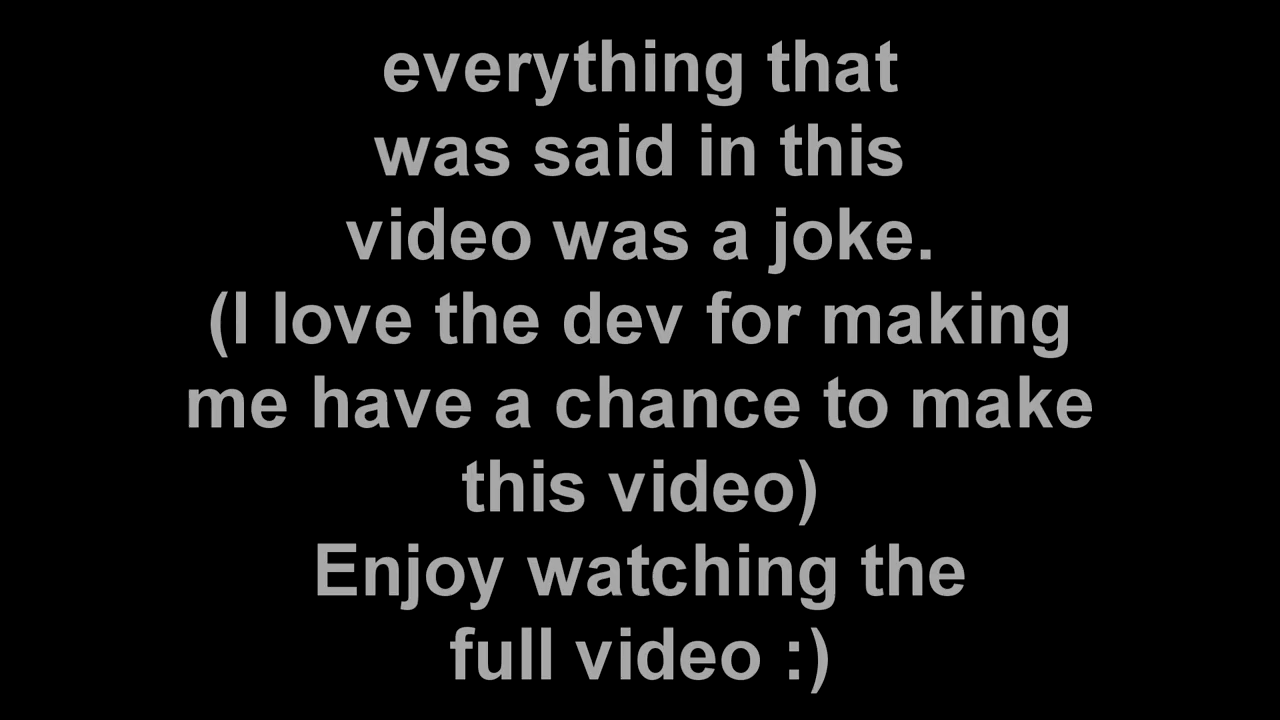 everything that
was said in this
video was a joke.
(I love the dev for making
me have a chance to make
this video)
Enjoy watching the
full video :)